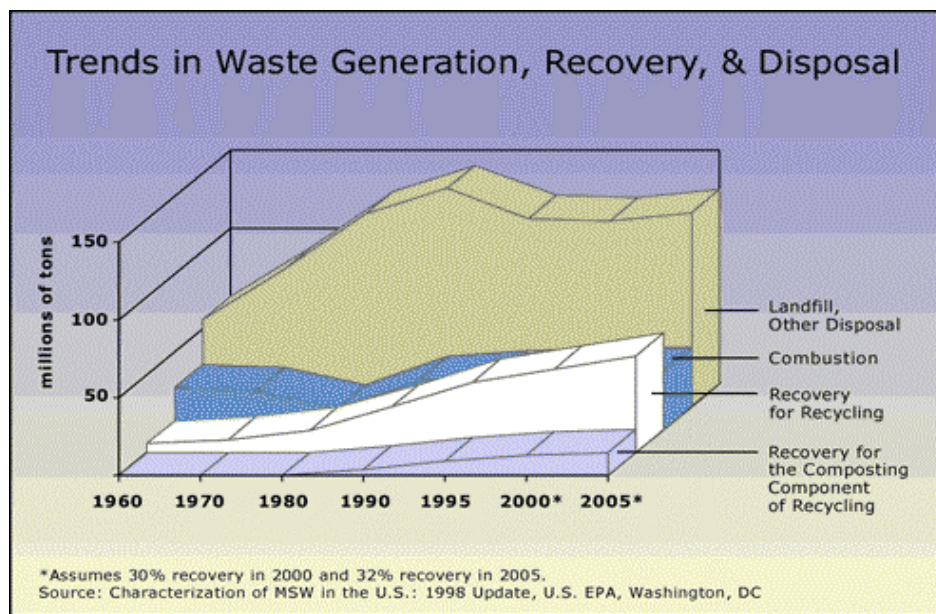 Trends in Waste Generation, Recovery, & Disposal
millions of tons
150
100
50
Landfill,
Other Disposal
Combustion
Recovery
for Recycling
Recovery for
the Composting
Component
of Recycling
1960 1970 1980 1990 1995 2000* 2005*
*Assumes 30% recovery in 2000 and 32% recovery in 2005.
Source: Characterization of MSW in the U.S.: 1998 Update, U.S. EPA, Washington, DC